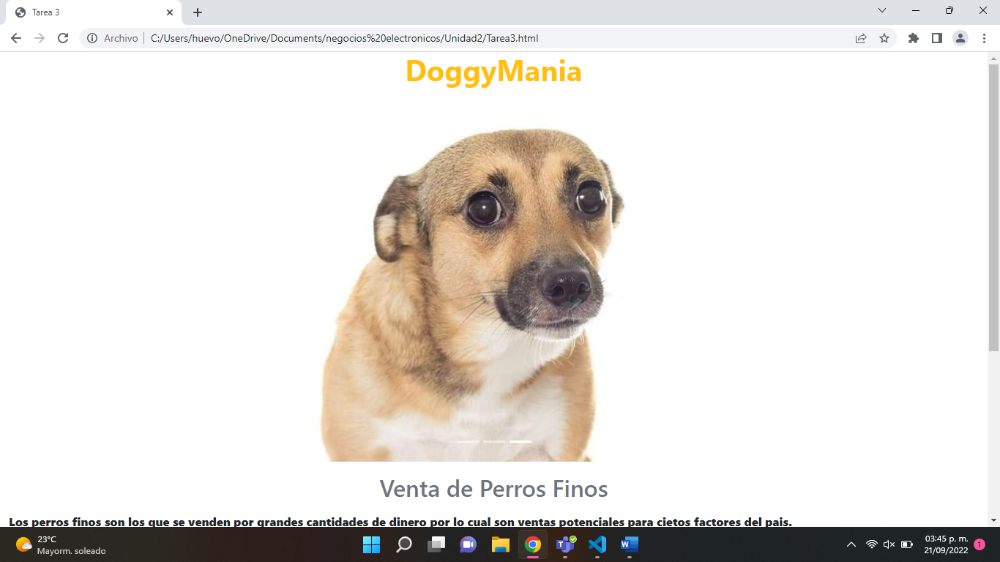 Tarea 3
Archivo
C:/Users/huevo/OneDrive/Documents/negocios%20electronicos/Unidad2/Tarea3.html
DoggyMania
Venta de Perros Finos
Los perros finos son los que se venden por grandes cantidades de dinero por lo cual son ventas potenciales para cietos factores del pais.
23°C
Mayorm. soleado
03:45 p. m.
21/09/2022
1